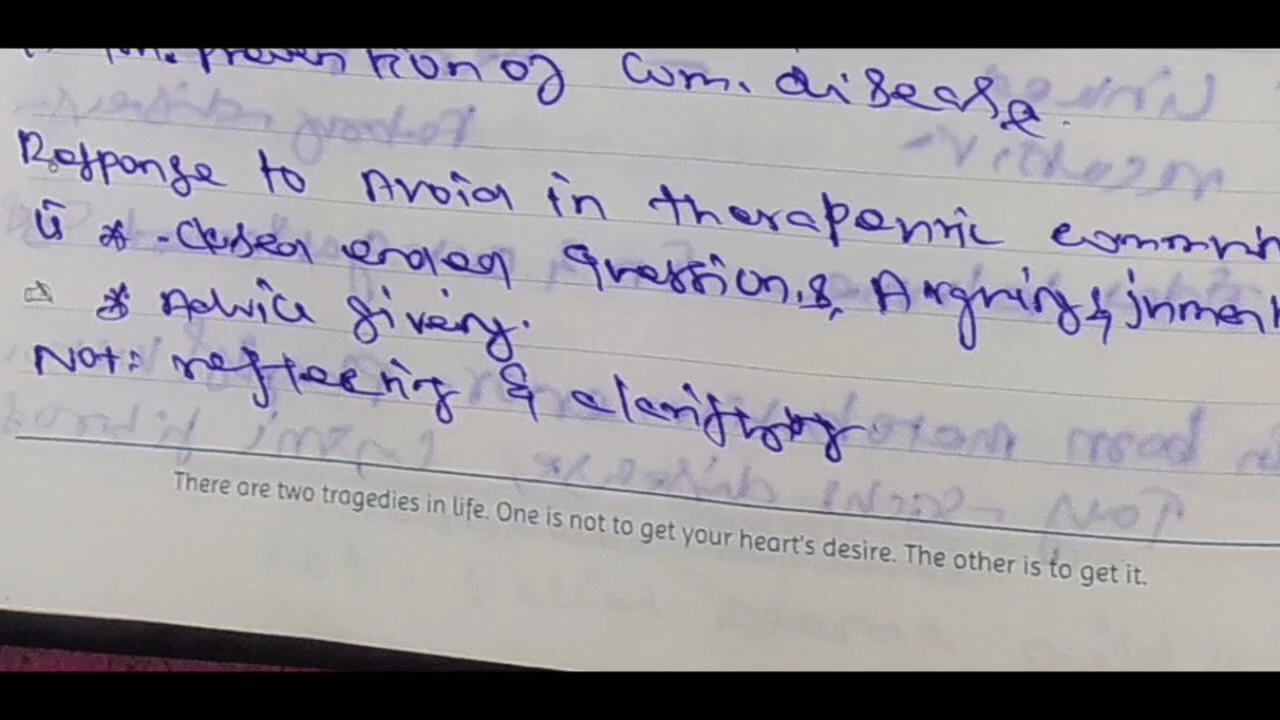 prevention of Com. disease.
Response to Avoid in therapeutic commun
* - Closed ended Question, &, Arguing &
* Advice giving.
Not: reflecting & clarifying
There are two tragedies in life. One is not to get your heart's desire. The other is to get it.